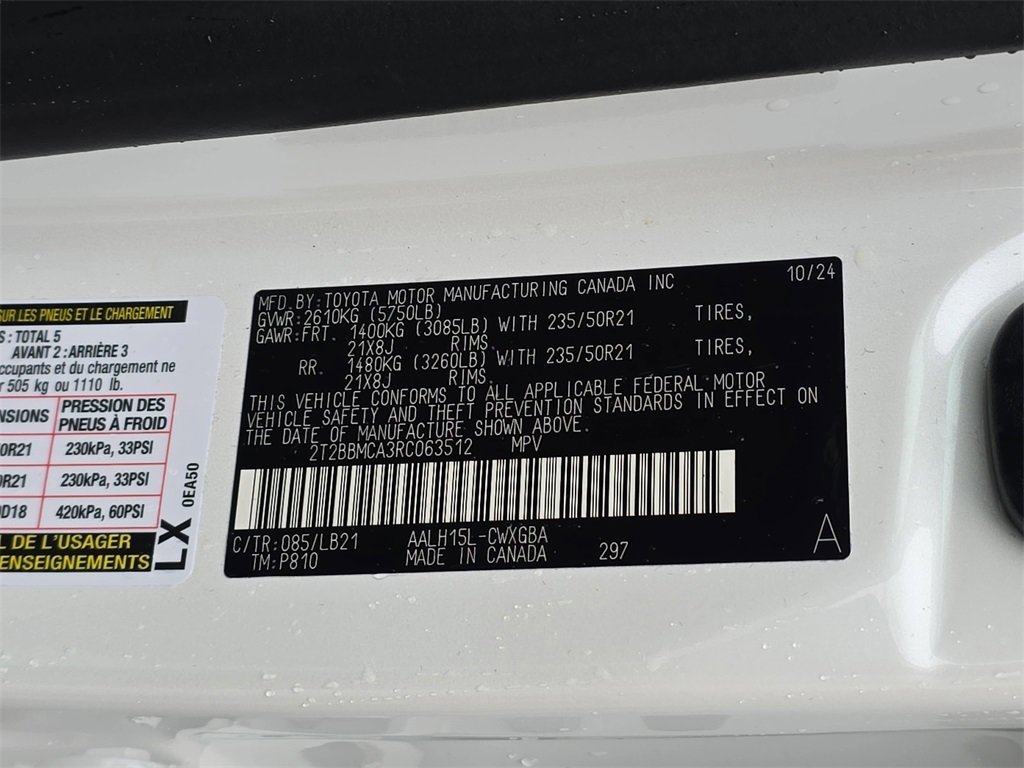 SUR LES PNEUS ET LE CHARGEMENT
S : TOTAL 5
AVANT 2 : ARRIÈRE 3
ccupants et du chargement ne
r 505 kg ou 1110 lb.
NSIONS PRESSION DES
PNEUS À FROID
0R21 230kPa, 33PSI
0R21 230kPa, 33PSI
0D18 420kPa, 60PSI
L DE L'USAGER
RENSEIGNEMENTS
LX 0EA50
MFD. BY: TOYOTA MOTOR MANUFACTURING CANADA INC 10/24
GVWR: 2610KG (5750LB)
GAWR: FRT. 1400KG (3085LB) WITH 235/50R21 TIRES,
21X8J RIMS
RR. 1480KG (3260LB) WITH 235/50R21 TIRES,
21X8J RIMS.
THIS VEHICLE CONFORMS TO ALL APPLICABLE FEDERAL MOTOR
VEHICLE SAFETY AND THEFT PREVENTION STANDARDS IN EFFECT ON
THE DATE OF MANUFACTURE SHOWN ABOVE.
2T2BBMCA3RC063512 MPV
C/TR: 085/LB21 AALH15L-CWXGBA
TM: P810 MADE IN CANADA 297 A